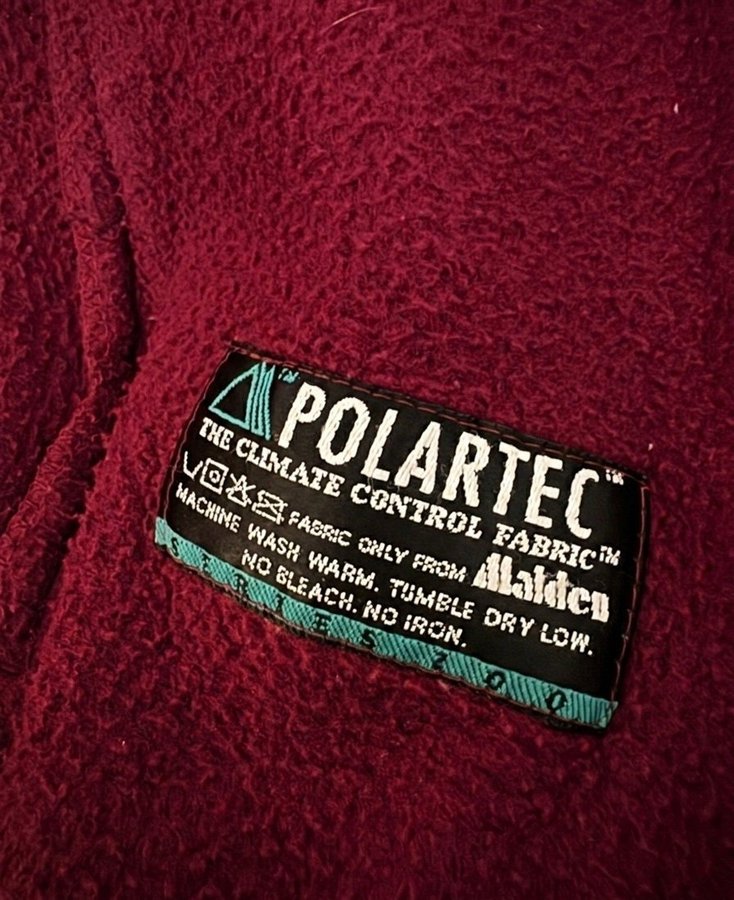 ™ POLARTEC™
THE CLIMATE CONTROL FABRIC™
FABRIC ONLY FROM Malden
MACHINE WASH WARM. TUMBLE DRY LOW.
NO BLEACH. NO IRON.
SERIES 200